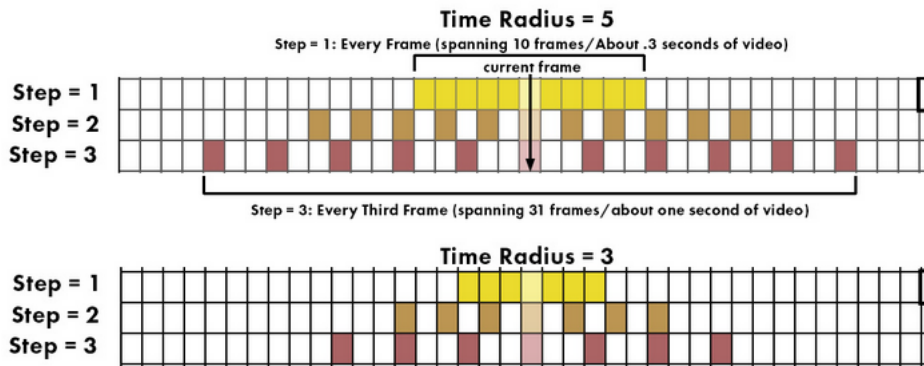 Time Radius = 5
Step = 1: Every Frame (spanning 10 frames/About .3 seconds of video)
current frame
Step = 1
Step = 2
Step = 3
Step = 3: Every Third Frame (spanning 31 frames/about one second of video)
Time Radius = 3
Step = 1
Step = 2
Step = 3